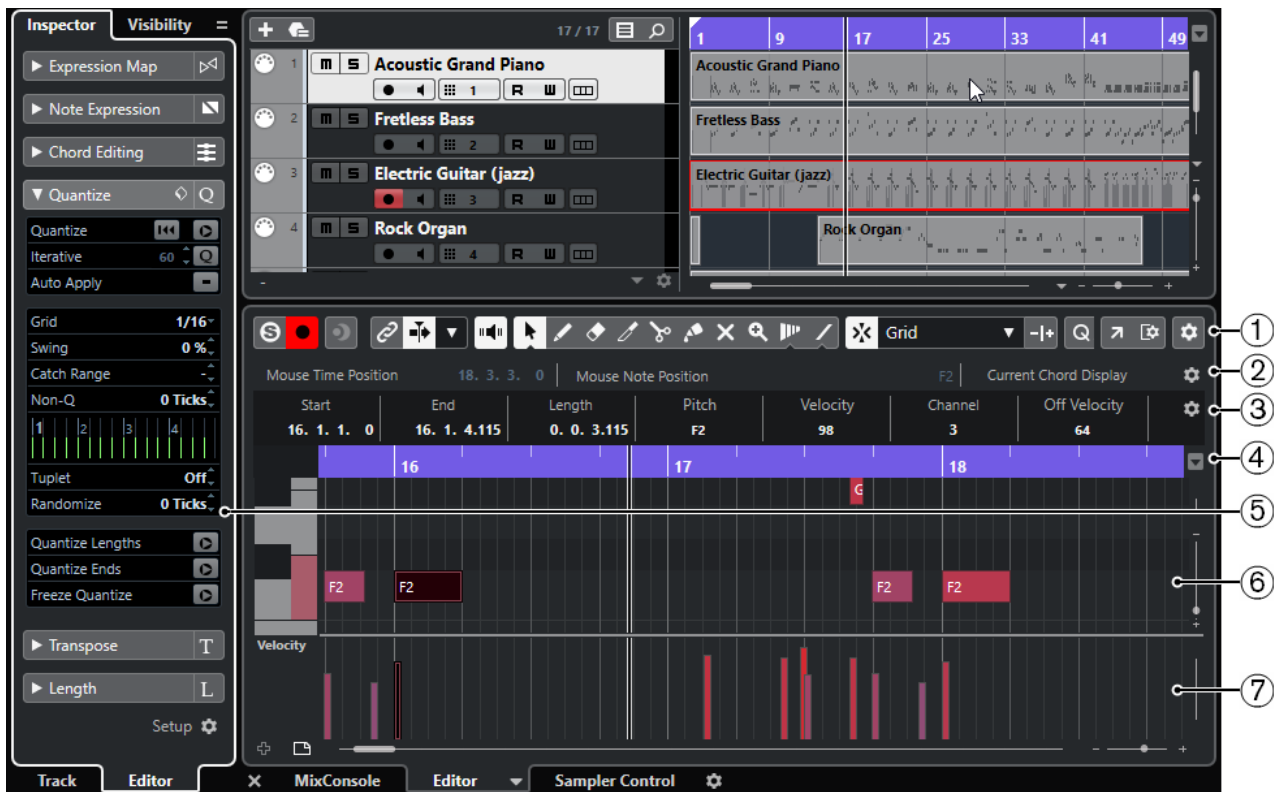 Inspector Visibility
Expression Map
Note Expression
Chord Editing
Quantize Q
Quantize
Iterative 60 Q
Auto Apply
Grid 1/16
Swing 0 %
Catch Range -
Non-Q 0 Ticks
1 2 3 4
Tuplet Off
Randomize 0 Ticks
Quantize Lengths
Quantize Ends
Freeze Quantize
Transpose T
Length L
Setup
Track Editor
17 / 17
1 m S Acoustic Grand Piano
1 R W
2 m S Fretless Bass
2 R W
3 m S Electric Guitar (jazz)
3 R W
4 m S Rock Organ
4 R W
-
1 9 17 25 33 41 49
Acoustic Grand Piano
Fretless Bass
Electric Guitar (jazz)
Rock Organ
S Grid Q 1
Mouse Time Position 18. 3. 3. 0 Mouse Note Position F2 Current Chord Display 2
Start End Length Pitch Velocity Channel Off Velocity 3
16. 1. 1. 0 16. 1. 4.115 0. 0. 3.115 F2 98 3 64
16 17 18 4
G
5
F2 F2 F2 F2 6
Velocity
7
MixConsole Editor Sampler Control